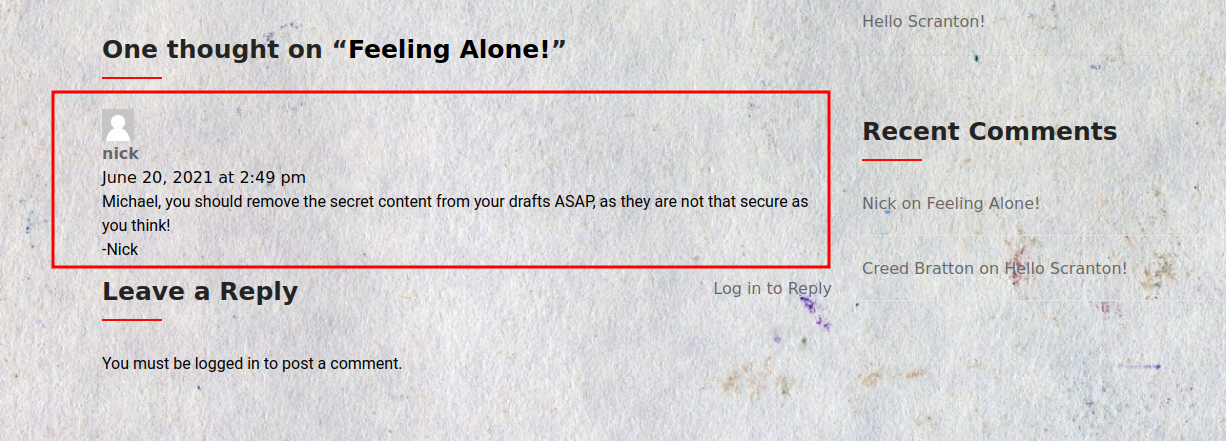 Hello Scranton!
One thought on “Feeling Alone!”
Recent Comments
nick
June 20, 2021 at 2:49 pm
Michael, you should remove the secret content from your drafts ASAP, as they are not that secure as
you think!
-Nick
Nick on Feeling Alone!
Creed Bratton on Hello Scranton!
Leave a Reply
Log in to Reply
You must be logged in to post a comment.